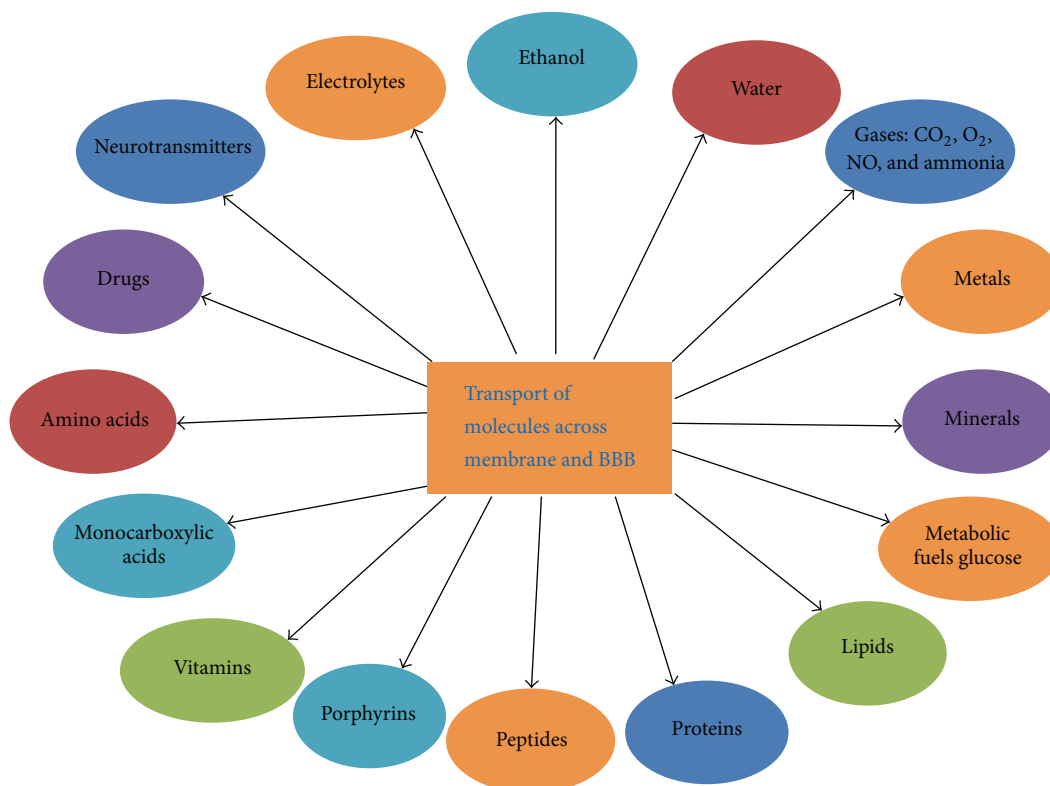 Ethanol
Electrolytes
Water
Neurotransmitters
Gases: CO₂, O₂,
NO, and ammonia
Drugs
Metals
Transport of
molecules across
membrane and BBB
Amino acids
Minerals
Monocarboxylic
acids
Metabolic
fuels glucose
Vitamins
Lipids
Porphyrins
Peptides
Proteins